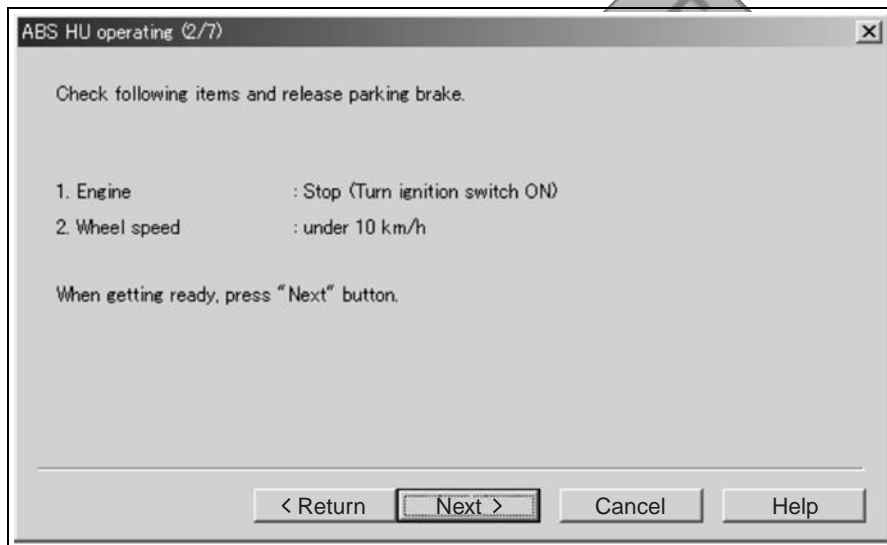 ABS HU operating (2/7)
Check following items and release parking brake.
1. Engine : Stop (Turn ignition switch ON)
2. Wheel speed : under 10 km/h
When getting ready, press "Next" button.
< Return Next > Cancel Help